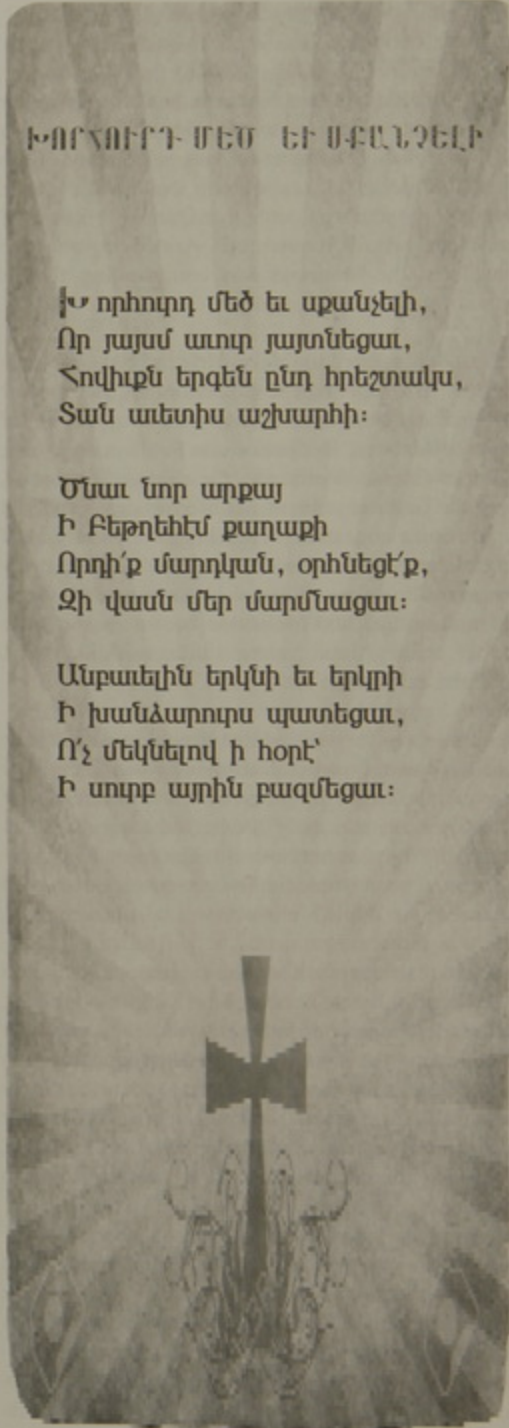 ԽՈՐՀՈՒՐԴ ՄԵԾ ԵՒ ՍՔԱՆՉԵԼԻ
Խորհուրդ մեծ եւ սքանչելի,
Որ յայսմ աւուր յայտնեցաւ,
Հովիւքն երգեն ընդ հրեշտակս,
Տան աւետիս աշխարհի։
Ծնաւ նոր արքայ
Ի Բեթղեհէմ քաղաքի
Որդի՛ք մարդկան, օրհնեցէ՛ք,
Զի վասն մեր մարմնացաւ։
Անբաւելին երկնի եւ երկրի
Ի խանձարուրս պատեցաւ,
Ո՛չ մեկնելով ի հօրէ՝
Ի սուրբ այրին բազմեցաւ։